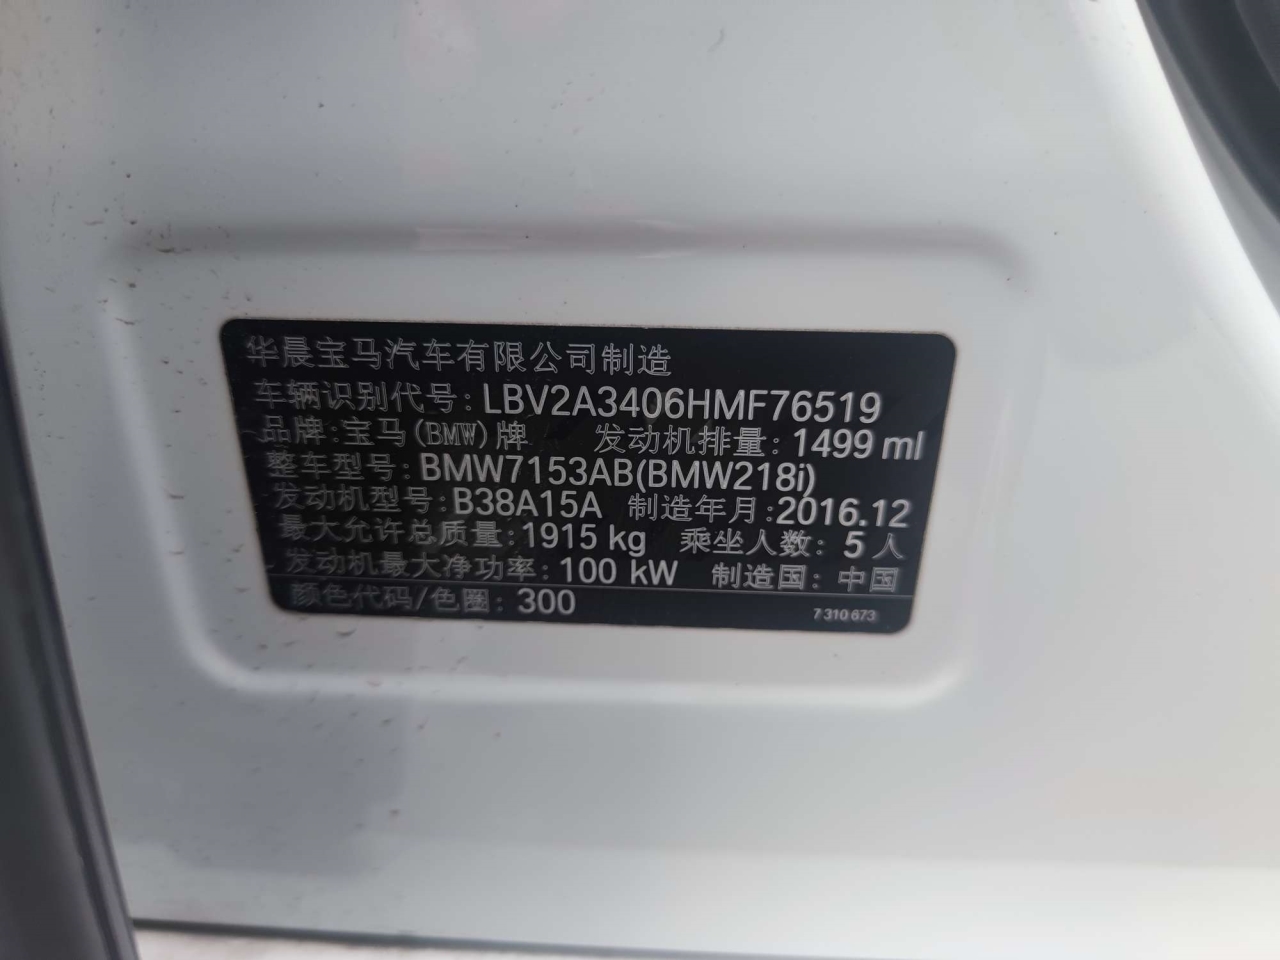 华晨宝马汽车有限公司制造
车辆识别代号: LBV2A3406HMF76519
品牌: 宝马(BMW)牌 发动机排量: 1499 ml
整车型号: BMW7153AB(BMW218i)
发动机型号: B38A15A 制造年月: 2016.12
最大允许总质量: 1915 kg 乘坐人数: 5 人
发动机最大净功率: 100 kW 制造国: 中国
颜色代码/色圈: 300 7 310 673